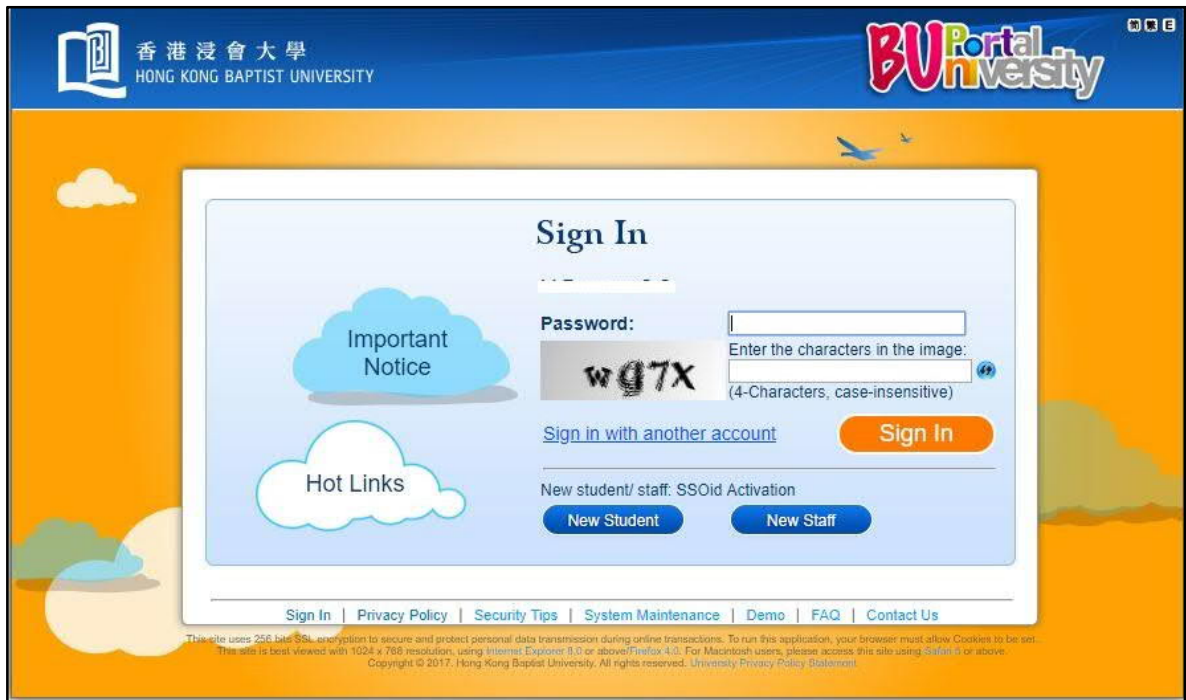 香港浸會大學
HONG KONG BAPTIST UNIVERSITY
BUPortal
University
简 繁 E
Sign In
Important
Notice
Password:
Enter the characters in the image:
wg7X
(4-Characters, case-insensitive)
Sign in with another account
Sign In
Hot Links
New student/ staff: SSOid Activation
New Student
New Staff
Sign In | Privacy Policy | Security Tips | System Maintenance | Demo | FAQ | Contact Us
This site uses 256 bits SSL encryption to secure and protect personal data transmission during online transactions. To run this application, your browser must allow Cookies to be set.
This site is best viewed with 1024 x 768 resolution, using Internet Explorer 8.0 or above/Firefox 4.0. For Macintosh users, please access this site using Safari 5 or above.
Copyright © 2017. Hong Kong Baptist University. All rights reserved. University Privacy Policy Statement.